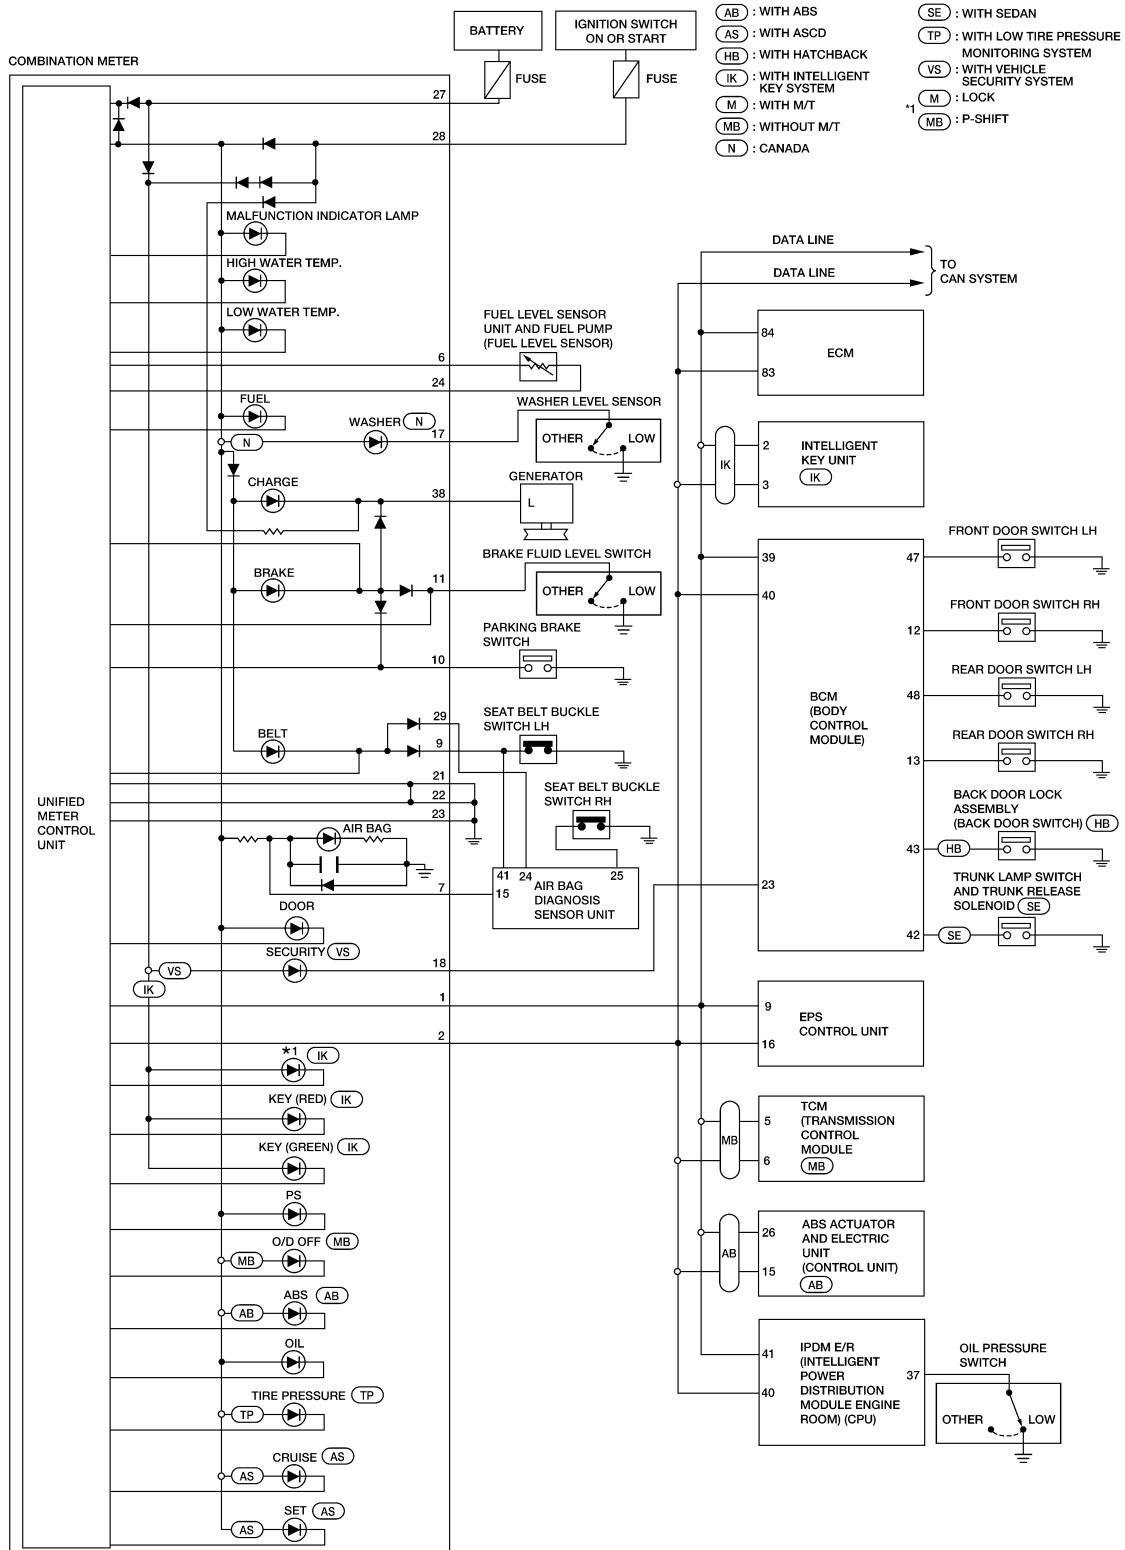 COMBINATION METER
BATTERY
IGNITION SWITCH
ON OR START
FUSE
FUSE
AB : WITH ABS
AS : WITH ASCD
HB : WITH HATCHBACK
IK : WITH INTELLIGENT
KEY SYSTEM
M : WITH M/T
MB : WITHOUT M/T
N : CANADA
SE : WITH SEDAN
TP : WITH LOW TIRE PRESSURE
MONITORING SYSTEM
VS : WITH VEHICLE
SECURITY SYSTEM
*1
M : LOCK
MB : P-SHIFT
27
28
MALFUNCTION INDICATOR LAMP
HIGH WATER TEMP.
LOW WATER TEMP.
6
24
FUEL
N
WASHER N
17
CHARGE
38
BRAKE
11
10
29
BELT
9
21
22
23
UNIFIED
METER
CONTROL
UNIT
AIR BAG
7
DOOR
SECURITY VS
VS
18
IK
1
2
*1 IK
KEY (RED) IK
KEY (GREEN) IK
PS
O/D OFF MB
MB
ABS AB
AB
OIL
TIRE PRESSURE TP
TP
CRUISE AS
AS
SET AS
AS
FUEL LEVEL SENSOR
UNIT AND FUEL PUMP
(FUEL LEVEL SENSOR)
WASHER LEVEL SENSOR
OTHER LOW
GENERATOR
L
BRAKE FLUID LEVEL SWITCH
OTHER LOW
PARKING BRAKE
SWITCH
SEAT BELT BUCKLE
SWITCH LH
SEAT BELT BUCKLE
SWITCH RH
41 24 25
15
AIR BAG
DIAGNOSIS
SENSOR UNIT
DATA LINE
DATA LINE
TO
CAN SYSTEM
84
83
ECM
IK
2
3
INTELLIGENT
KEY UNIT
IK
39
40
23
BCM
(BODY
CONTROL
MODULE)
47
12
48
13
43
42
FRONT DOOR SWITCH LH
FRONT DOOR SWITCH RH
REAR DOOR SWITCH LH
REAR DOOR SWITCH RH
BACK DOOR LOCK
ASSEMBLY
(BACK DOOR SWITCH) HB
HB
TRUNK LAMP SWITCH
AND TRUNK RELEASE
SOLENOID SE
SE
9
16
EPS
CONTROL UNIT
MB
5
6
TCM
(TRANSMISSION
CONTROL
MODULE
MB
AB
26
15
ABS ACTUATOR
AND ELECTRIC
UNIT
(CONTROL UNIT)
AB
41
40
IPDM E/R
(INTELLIGENT
POWER
DISTRIBUTION
MODULE ENGINE
ROOM) (CPU)
37
OIL PRESSURE
SWITCH
OTHER LOW